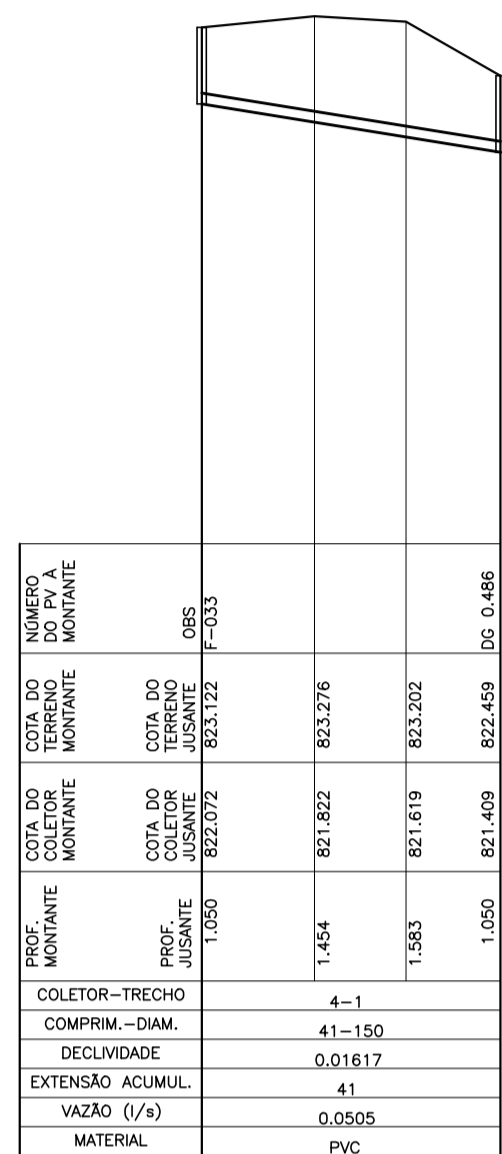 NÚMERO
DO PV À
MONTANTE
OBS
F-033
DG 0.486
COTA DO
TERRENO
MONTANTE
COTA DO
TERRENO
JUSANTE
823.122
823.276
823.202
822.459
COTA DO
COLETOR
MONTANTE
COTA DO
COLETOR
JUSANTE
822.072
821.822
821.619
821.409
PROF.
MONTANTE
PROF.
JUSANTE
1.050
1.454
1.583
1.050
COLETOR-TRECHO 4-1
COMPRIM.-DIAM. 41-150
DECLIVIDADE 0.01617
EXTENSÃO ACUMUL. 41
VAZÃO (l/s) 0.0505
MATERIAL PVC